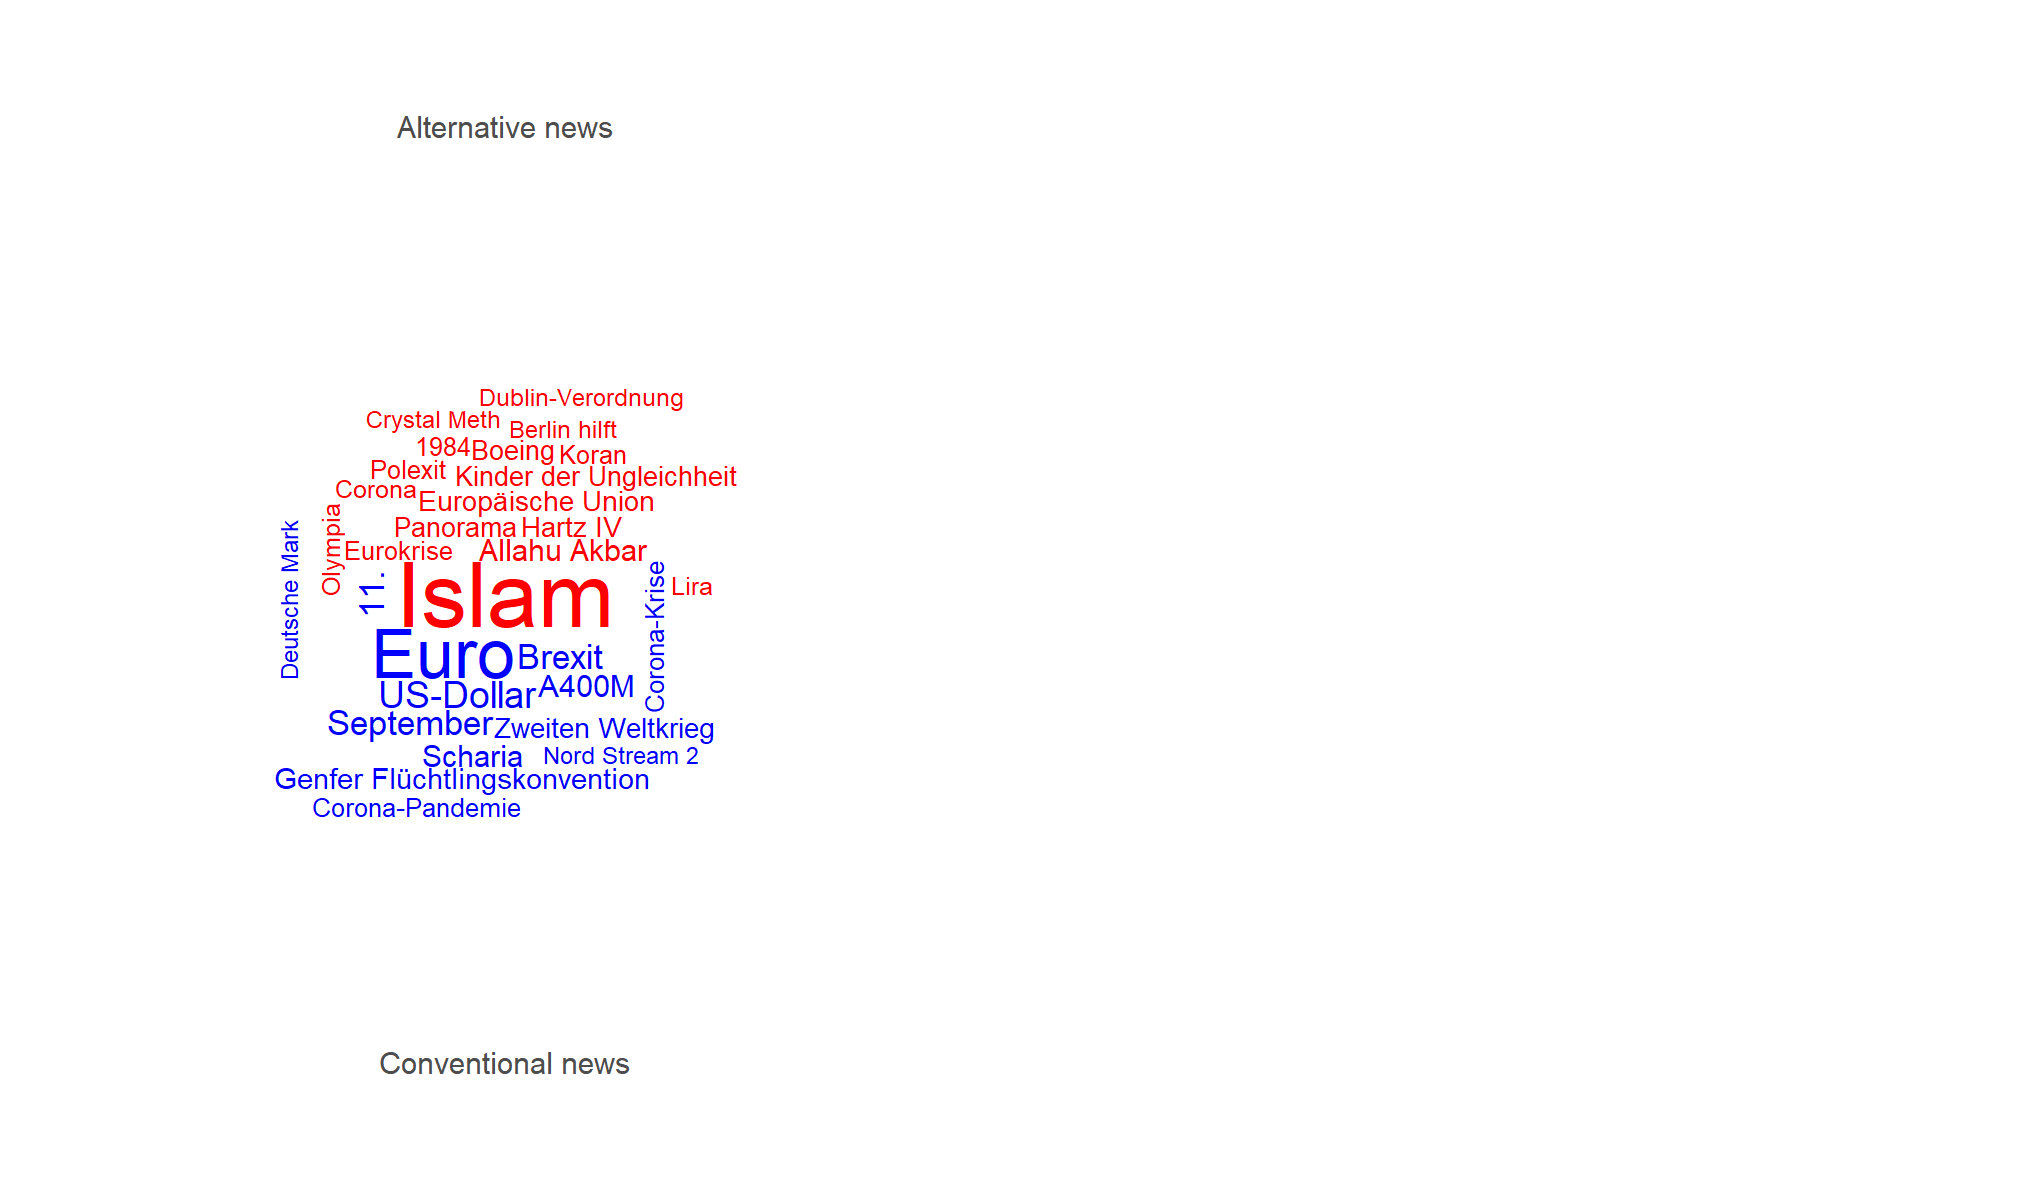 Alternative news
Dublin-Verordnung
Crystal Meth
Berlin hilft
1984 Boeing Koran
Polexit Kinder der Ungleichheit
Corona Europäische Union
Olympia
Panorama Hartz IV
Eurokrise Allahu Akbar
Deutsche Mark
11.
Islam
Corona-Krise
Lira
Euro Brexit
US-Dollar A400M
September Zweiten Weltkrieg
Scharia Nord Stream 2
Genfer Flüchtlingskonvention
Corona-Pandemie
Conventional news